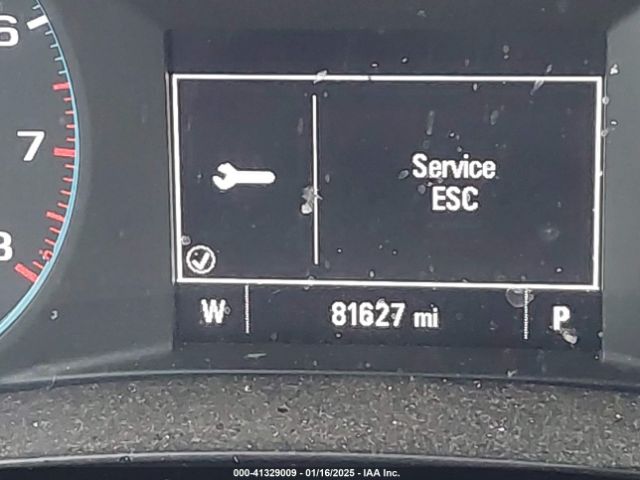 6
7
8
Service
ESC
W
81627 mi
P
000-41329009 - 01/16/2025 - IAA Inc.